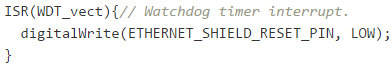 ISR(WDT_vect){// Watchdog timer interrupt.
  digitalWrite(ETHERNET_SHIELD_RESET_PIN, LOW);
}